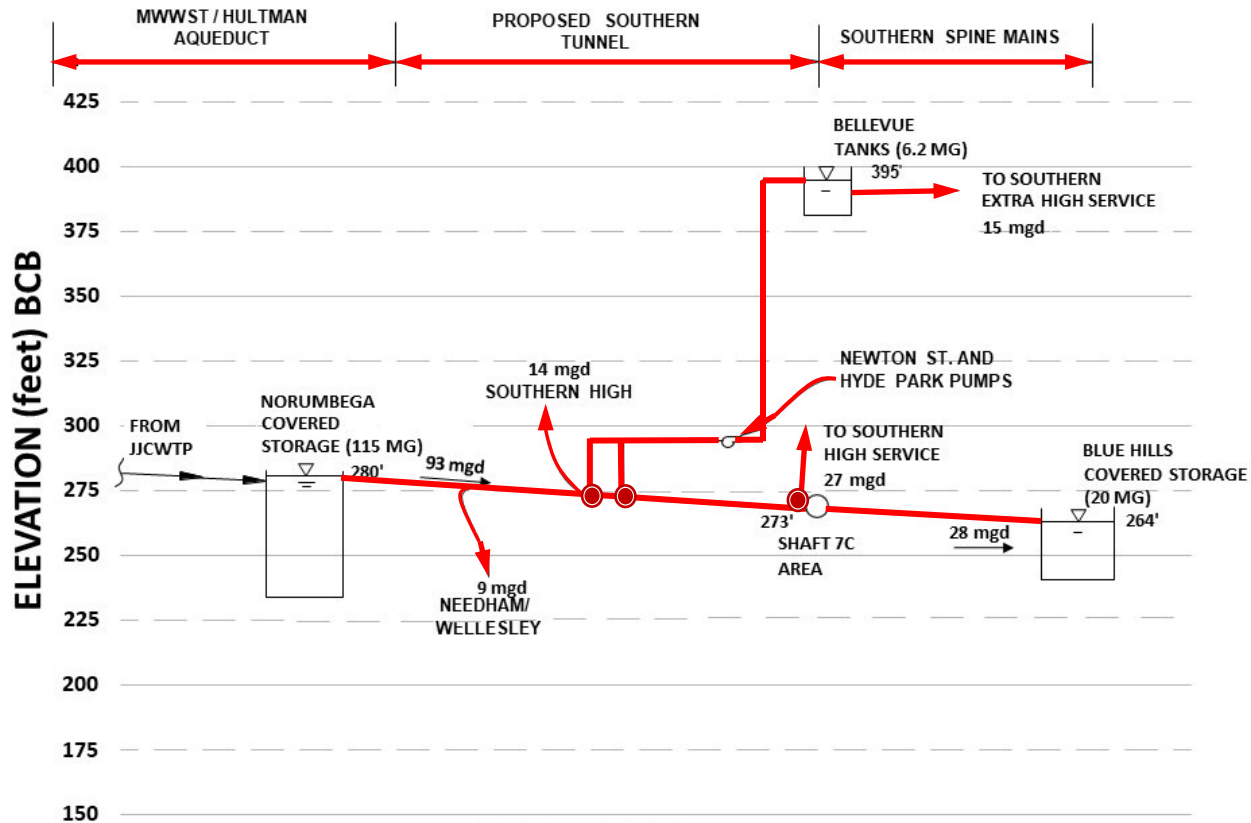 MWWST / HULTMAN
AQUEDUCT
PROPOSED SOUTHERN
TUNNEL
SOUTHERN SPINE MAINS
ELEVATION (feet) BCB
425
400
375
350
325
300
275
250
225
200
175
150
BELLEVUE
TANKS (6.2 MG)
395'
TO SOUTHERN
EXTRA HIGH SERVICE
15 mgd
14 mgd
SOUTHERN HIGH
NEWTON ST. AND
HYDE PARK PUMPS
FROM
JJCWTP
NORUMBEGA
COVERED
STORAGE (115 MG)
280'
93 mgd
TO SOUTHERN
HIGH SERVICE
27 mgd
BLUE HILLS
COVERED STORAGE
(20 MG)
264'
273'
SHAFT 7C
AREA
28 mgd
9 mgd
NEEDHAM/
WELLESLEY